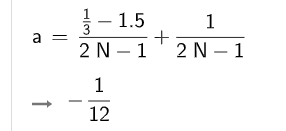 a = (1/3 − 1.5)/(2 N − 1) + 1/(2 N − 1)
→ − 1/12